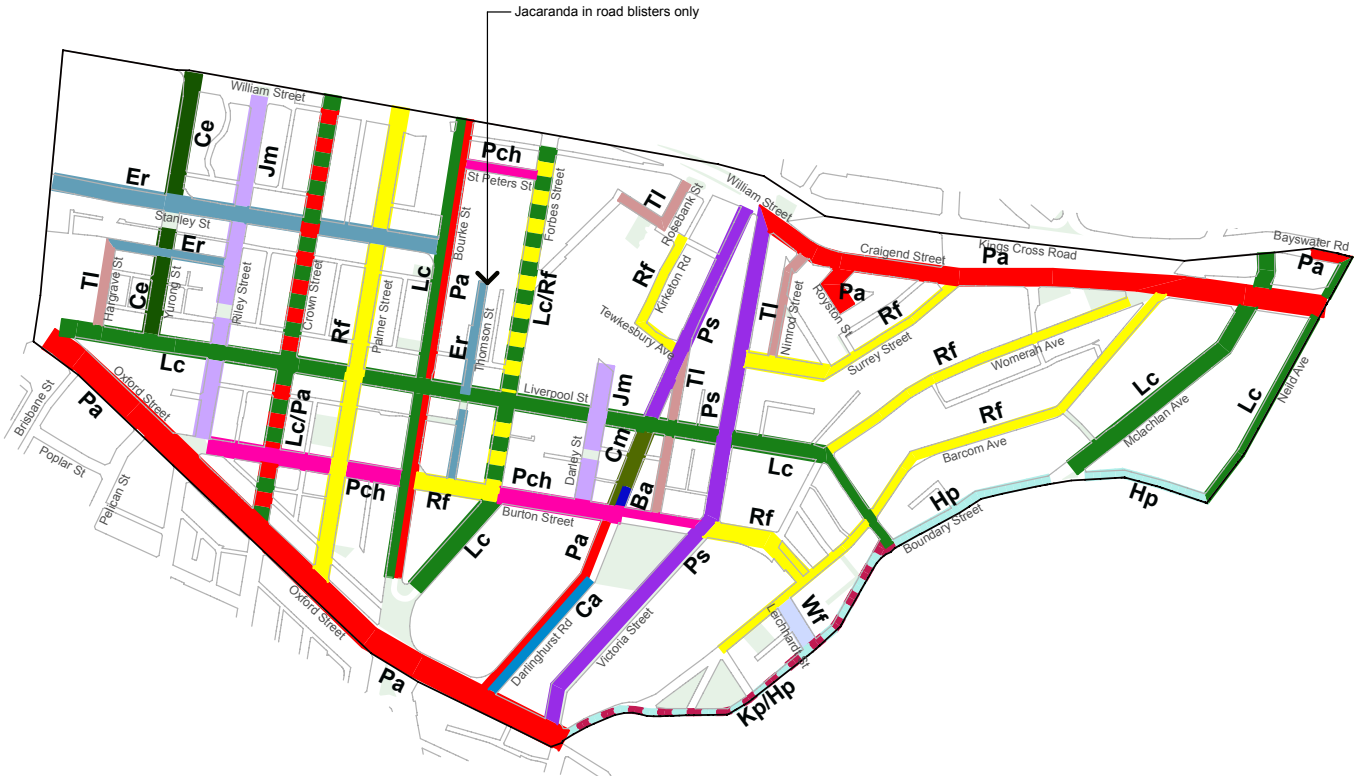 Jacaranda in road blisters only
William Street
Ce
Jm
Er
Stanley St
Er
Tl
Hargrave St
Ce
Yurong St
Riley Street
Crown Street
Rf
Palmer Street
Lc
Pa
Bourke St
Pch
St Peters St
Forbes Street
Lc/Rf
Er
Thomson St
Tl
Rosebank St
Rf
Kirketon Rd
Tewkesbury Ave
William Street
Ps
Ps
Tl
Nimrod Street
Craigend Street
Pa
Kings Cross Road
Bayswater Rd
Pa
Pa
Royston St
Rf
Surrey Street
Rf
Womerah Ave
Rf
Barcom Ave
Lc
Mclachlan Ave
Lc
Neild Ave
Lc
Oxford Street
Pa
Brisbane St
Poplar St
Pelican St
Lc/Pa
Pch
Rf
Liverpool St
Jm
Darley St
Cm
Tl
Ba
Lc
Pch
Burton Street
Lc
Pa
Rf
Ps
Ca
Darlinghurst Rd
Victoria Street
Hp
Boundary Street
Hp
Wf
Leichhardt St
Kp/Hp
Oxford Street
Pa